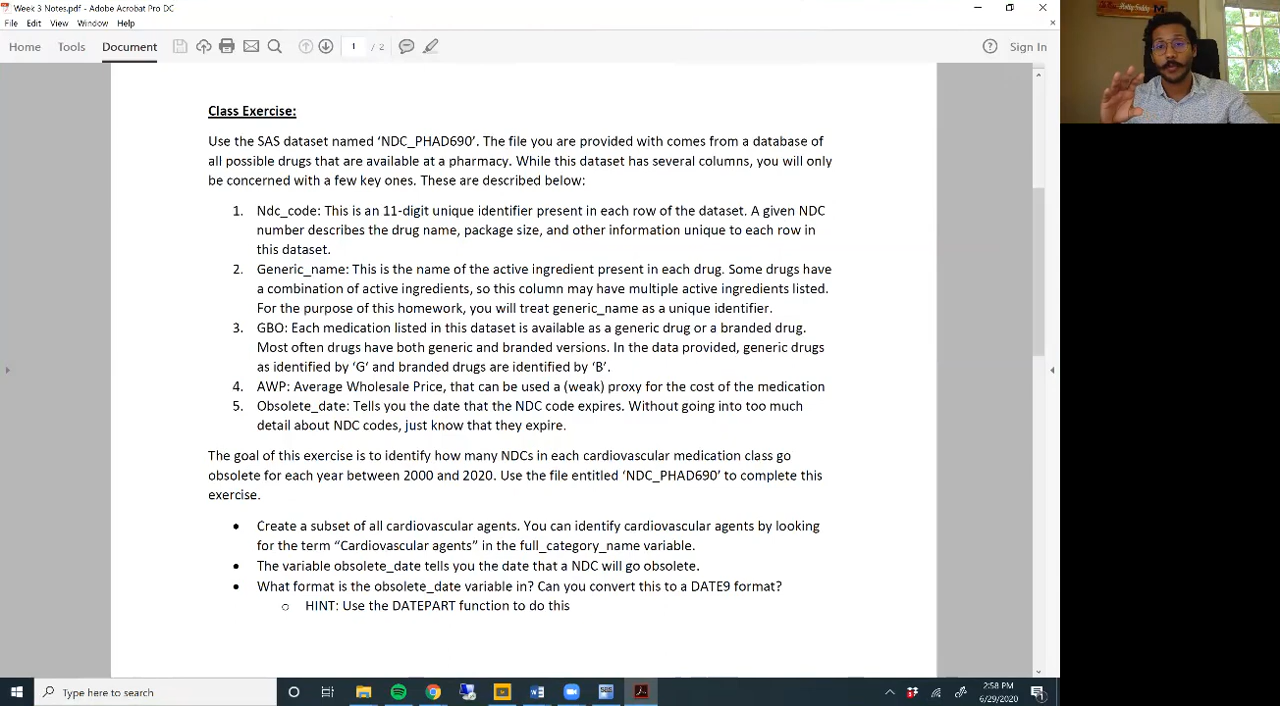 Week 3 Notes.pdf - Adobe Acrobat Pro DC
File Edit View Window Help
Home Tools Document 1 / 2 Sign In
Class Exercise:
Use the SAS dataset named ‘NDC_PHAD690’. The file you are provided with comes from a database of
all possible drugs that are available at a pharmacy. While this dataset has several columns, you will only
be concerned with a few key ones. These are described below:
1. Ndc_code: This is an 11-digit unique identifier present in each row of the dataset. A given NDC
number describes the drug name, package size, and other information unique to each row in
this dataset.
2. Generic_name: This is the name of the active ingredient present in each drug. Some drugs have
a combination of active ingredients, so this column may have multiple active ingredients listed.
For the purpose of this homework, you will treat generic_name as a unique identifier.
3. GBO: Each medication listed in this dataset is available as a generic drug or a branded drug.
Most often drugs have both generic and branded versions. In the data provided, generic drugs
as identified by ‘G’ and branded drugs are identified by ‘B’.
4. AWP: Average Wholesale Price, that can be used a (weak) proxy for the cost of the medication
5. Obsolete_date: Tells you the date that the NDC code expires. Without going into too much
detail about NDC codes, just know that they expire.
The goal of this exercise is to identify how many NDCs in each cardiovascular medication class go
obsolete for each year between 2000 and 2020. Use the file entitled ‘NDC_PHAD690’ to complete this
exercise.
• Create a subset of all cardiovascular agents. You can identify cardiovascular agents by looking
for the term “Cardiovascular agents” in the full_category_name variable.
• The variable obsolete_date tells you the date that a NDC will go obsolete.
• What format is the obsolete_date variable in? Can you convert this to a DATE9 format?
o HINT: Use the DATEPART function to do this
Type here to search
2:58 PM
6/29/2020